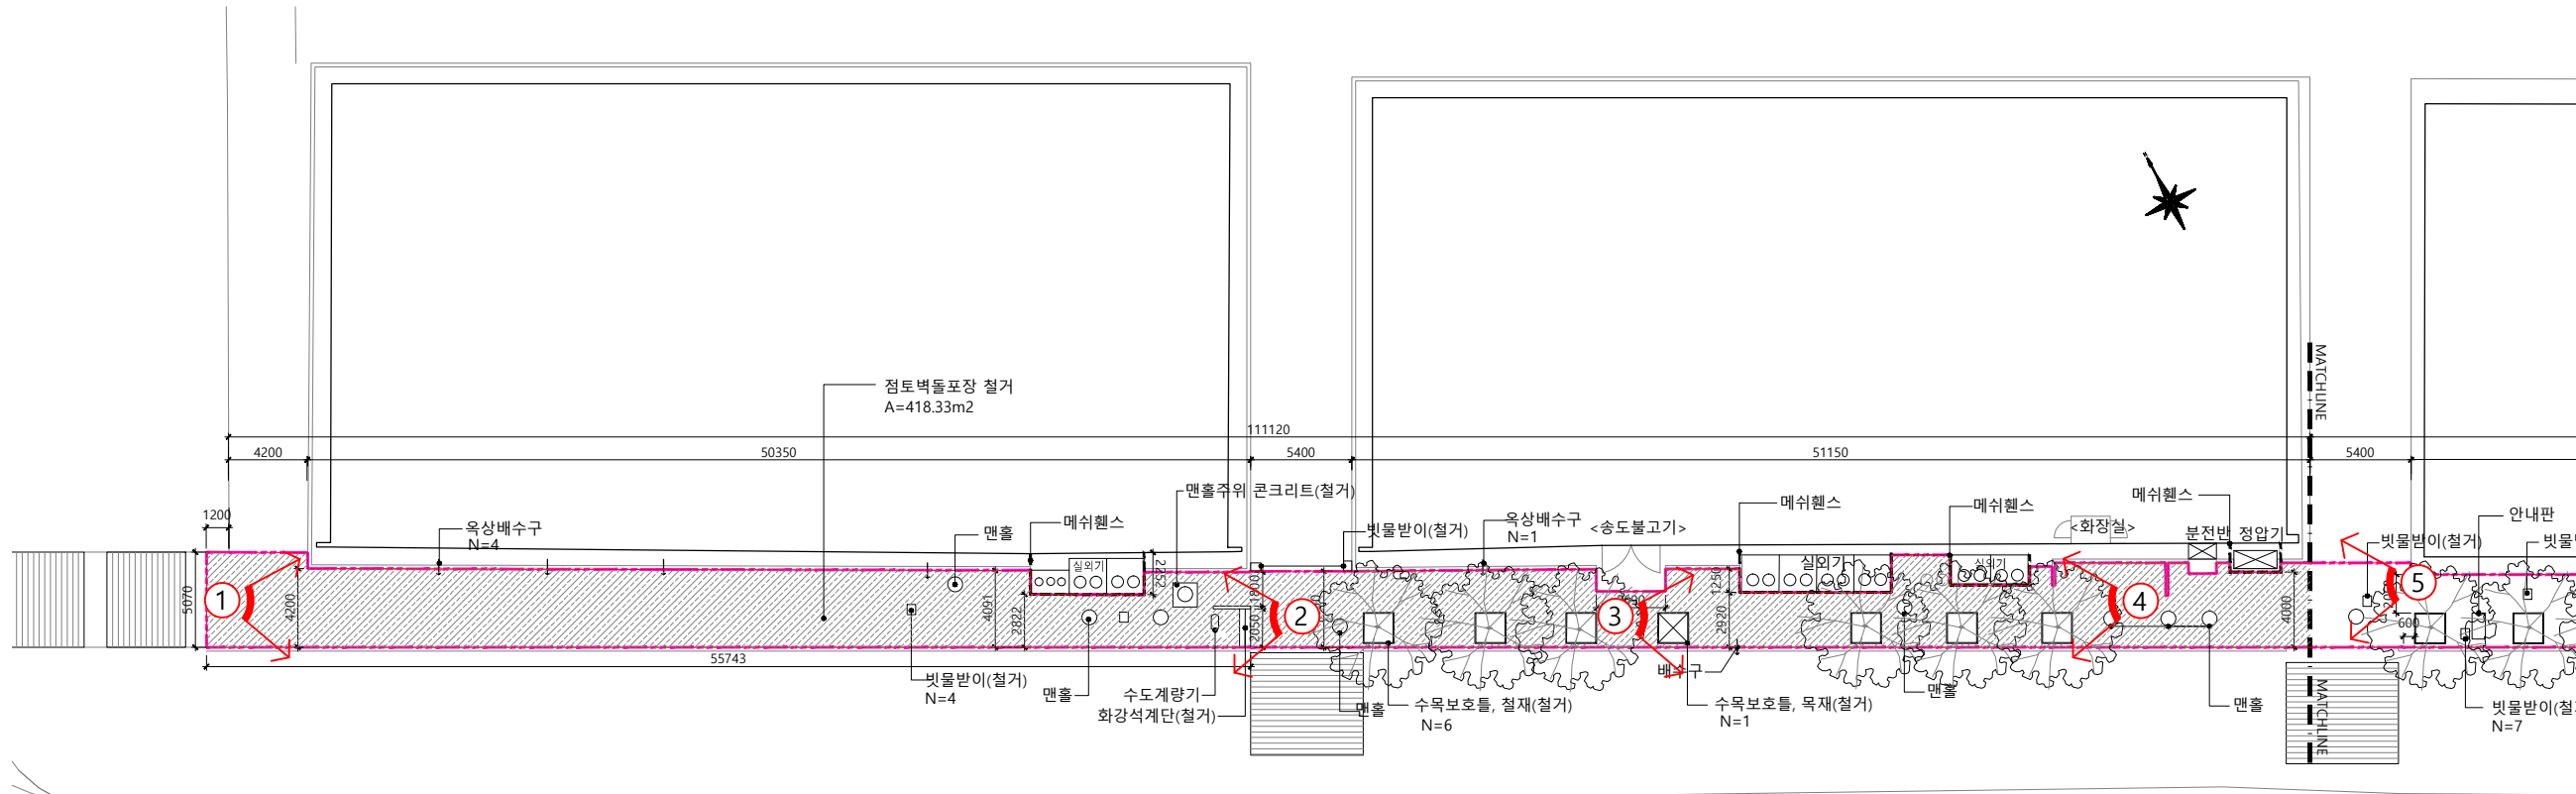 점토벽돌포장 철거
A=418.33m2
111120
4200
50350
5400
51150
5400
MATCHLINE
1200
옥상배수구
N=4
맨홀
메쉬휀스
맨홀주위 콘크리트(철거)
빗물받이(철거)
옥상배수구
N=1
<송도불고기>
메쉬휀스
메쉬휀스
메쉬휀스
<화장실>
분전반
정압기
안내판
빗물받이(철거)
빗물
실외기
실외기
실외기
5070
4200
4091
2822
2252
1800
2050
1250
2920
4000
600
1
2
3
4
5
55743
빗물받이(철거)
N=4
맨홀
수도계량기
화강석계단(철거)
맨홀
수목보호틀, 철재(철거)
N=6
배수구
수목보호틀, 목재(철거)
N=1
맨홀
맨홀
MATCHLINE
빗물받이(철
N=7